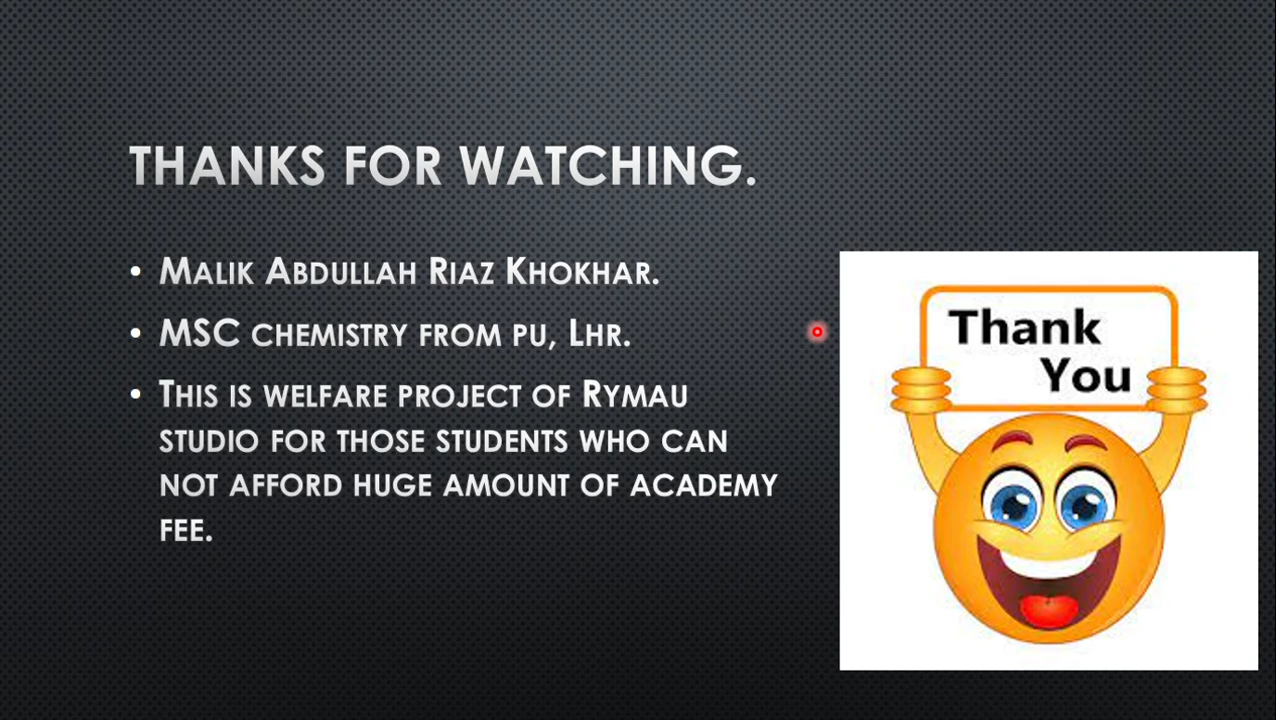 THANKS FOR WATCHING.
• MALIK ABDULLAH RIAZ KHOKHAR.
• MSC CHEMISTRY FROM PU, LHR.
• THIS IS WELFARE PROJECT OF RYMAU
STUDIO FOR THOSE STUDENTS WHO CAN
NOT AFFORD HUGE AMOUNT OF ACADEMY
FEE.
Thank
You